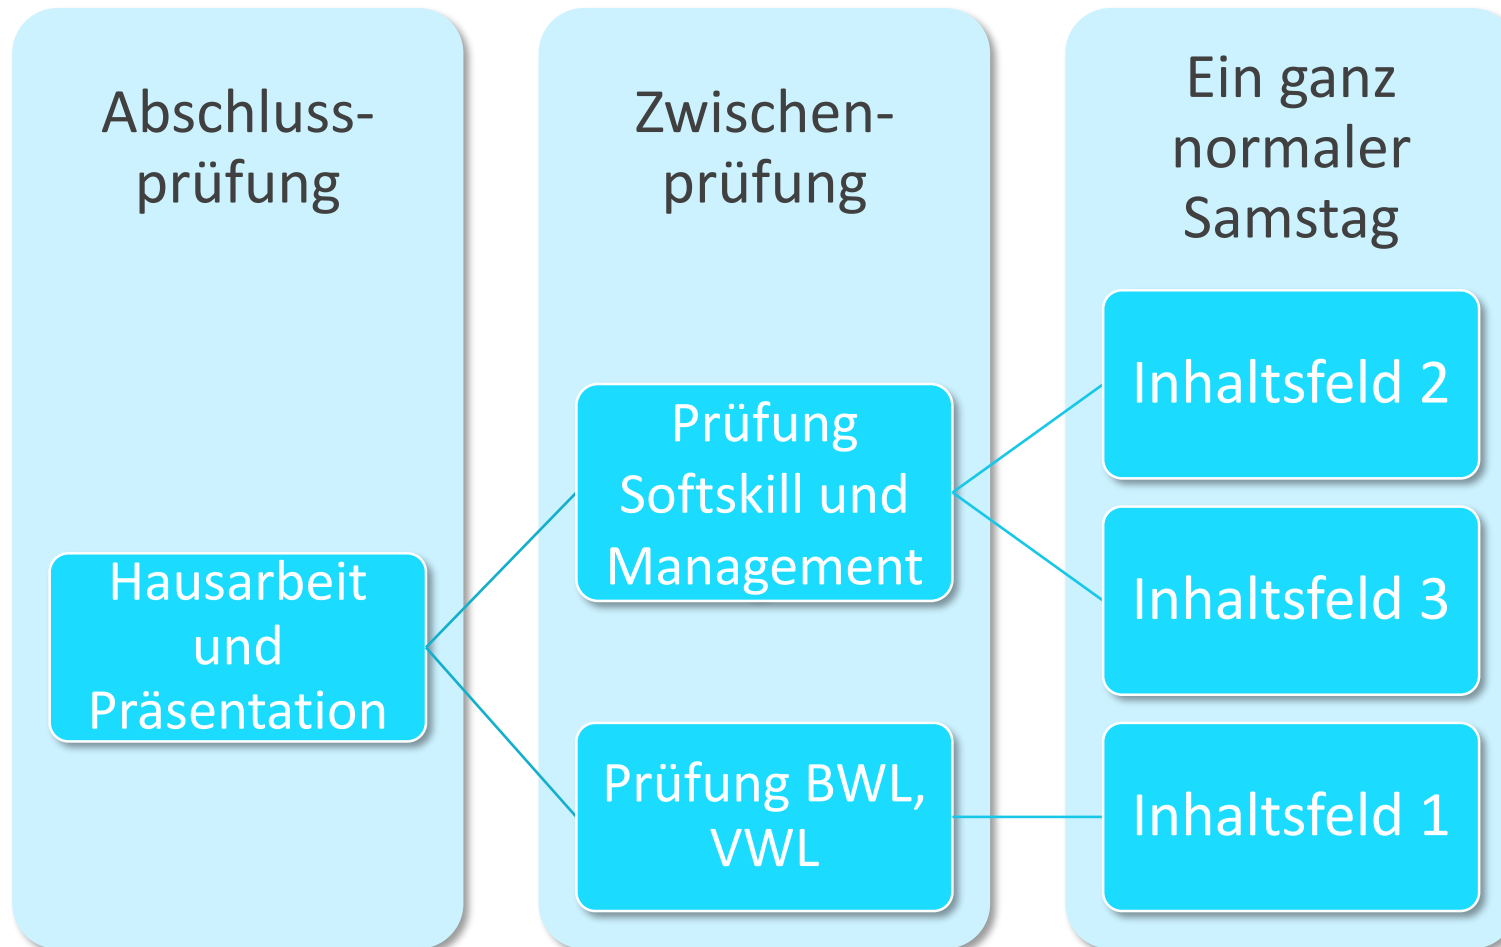 Abschluss-
prüfung
Hausarbeit
und
Präsentation
Zwischen-
prüfung
Prüfung
Softskill und
Management
Prüfung BWL,
VWL
Ein ganz
normaler
Samstag
Inhaltsfeld 2
Inhaltsfeld 3
Inhaltsfeld 1